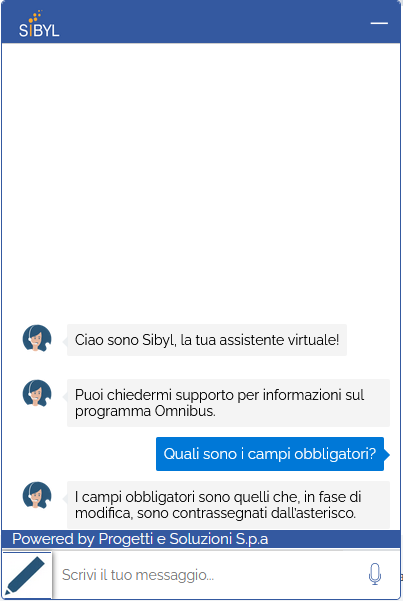 SIBYL
Ciao sono Sibyl, la tua assistente virtuale!
Puoi chiedermi supporto per informazioni sul
programma Omnibus.
Quali sono i campi obbligatori?
I campi obbligatori sono quelli che, in fase di
modifica, sono contrassegnati dall'asterisco.
Powered by Progetti e Soluzioni S.p.a
Scrivi il tuo messaggio...